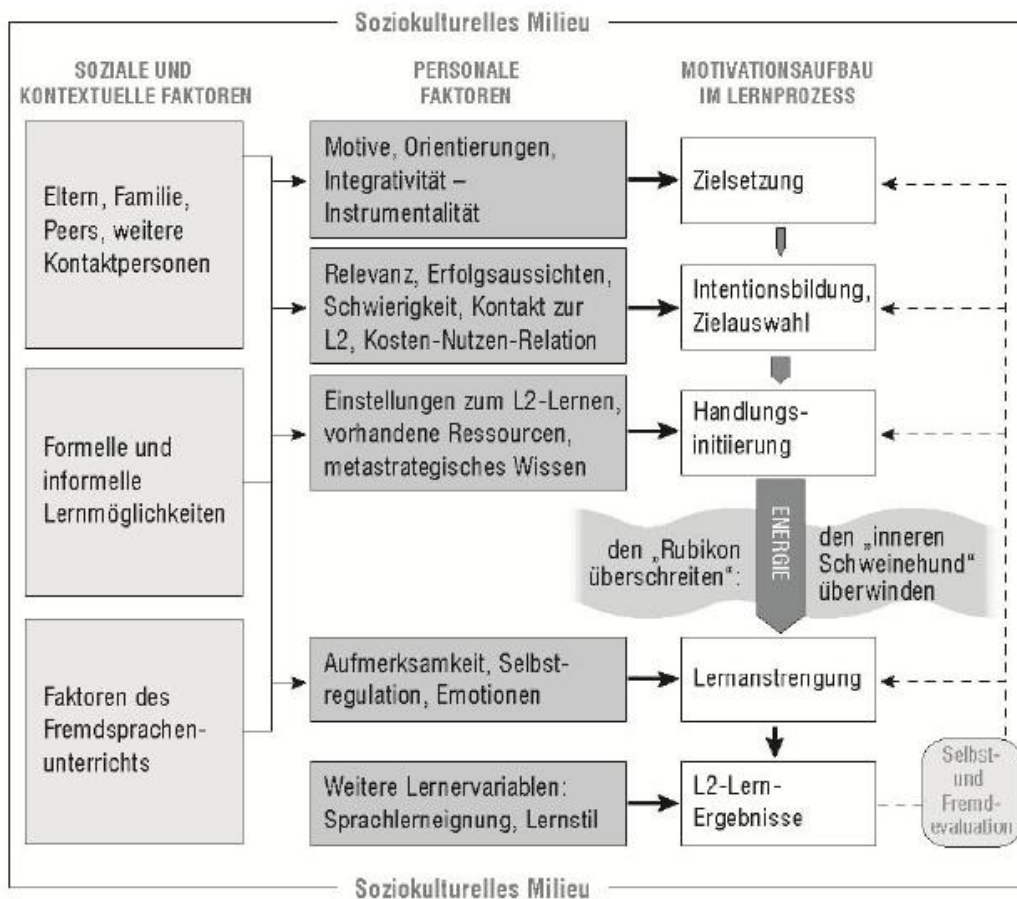 Soziokulturelles Milieu
SOZIALE UND
KONTEXTUELLE FAKTOREN
PERSONALE
FAKTOREN
MOTIVATIONSAUFBAU
IM LERNPROZESS
Eltern, Familie,
Peers, weitere
Kontaktpersonen
Formelle und
informelle
Lernmöglichkeiten
Faktoren des
Fremdsprachen-
unterrichts
Motive, Orientierungen,
Integrativität –
Instrumentalität
Relevanz, Erfolgsaussichten,
Schwierigkeit, Kontakt zur
L2, Kosten-Nutzen-Relation
Einstellungen zum L2-Lernen,
vorhandene Ressourcen,
metastrategisches Wissen
Aufmerksamkeit, Selbst-
regulation, Emotionen
Weitere Lernervariablen:
Sprachlerneignung, Lernstil
Zielsetzung
Intentionsbildung,
Zielauswahl
Handlungs-
initiierung
den „Rubikon
überschreiten“:
ENERGIE
den „inneren
Schweinehund“
überwinden
Lernanstrengung
L2-Lern-
Ergebnisse
Selbst-
und
Fremd-
evaluation
Soziokulturelles Milieu